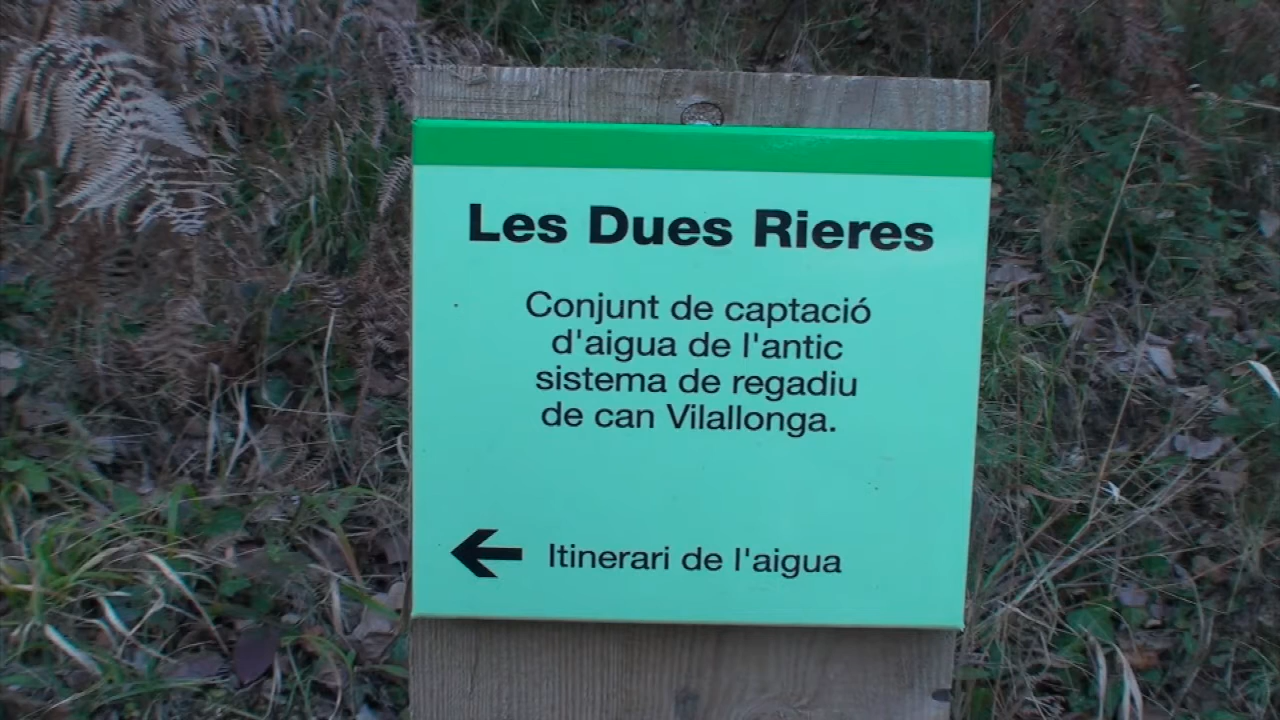 Les Dues Rieres
Conjunt de captació
d'aigua de l'antic
sistema de regadiu
de can Vilallonga.
Itinerari de l'aigua